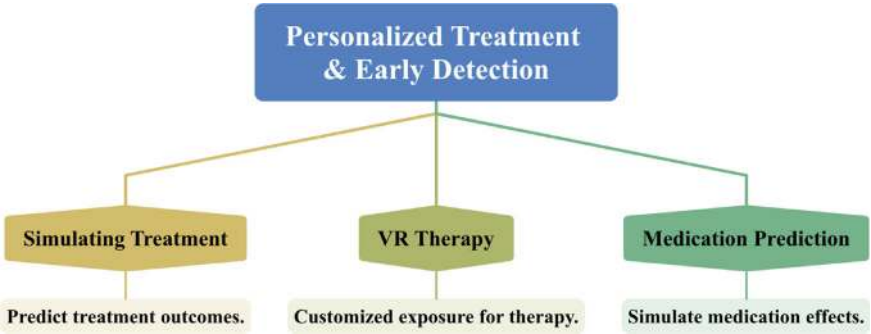 Personalized Treatment
& Early Detection
Simulating Treatment
VR Therapy
Medication Prediction
Predict treatment outcomes.
Customized exposure for therapy.
Simulate medication effects.